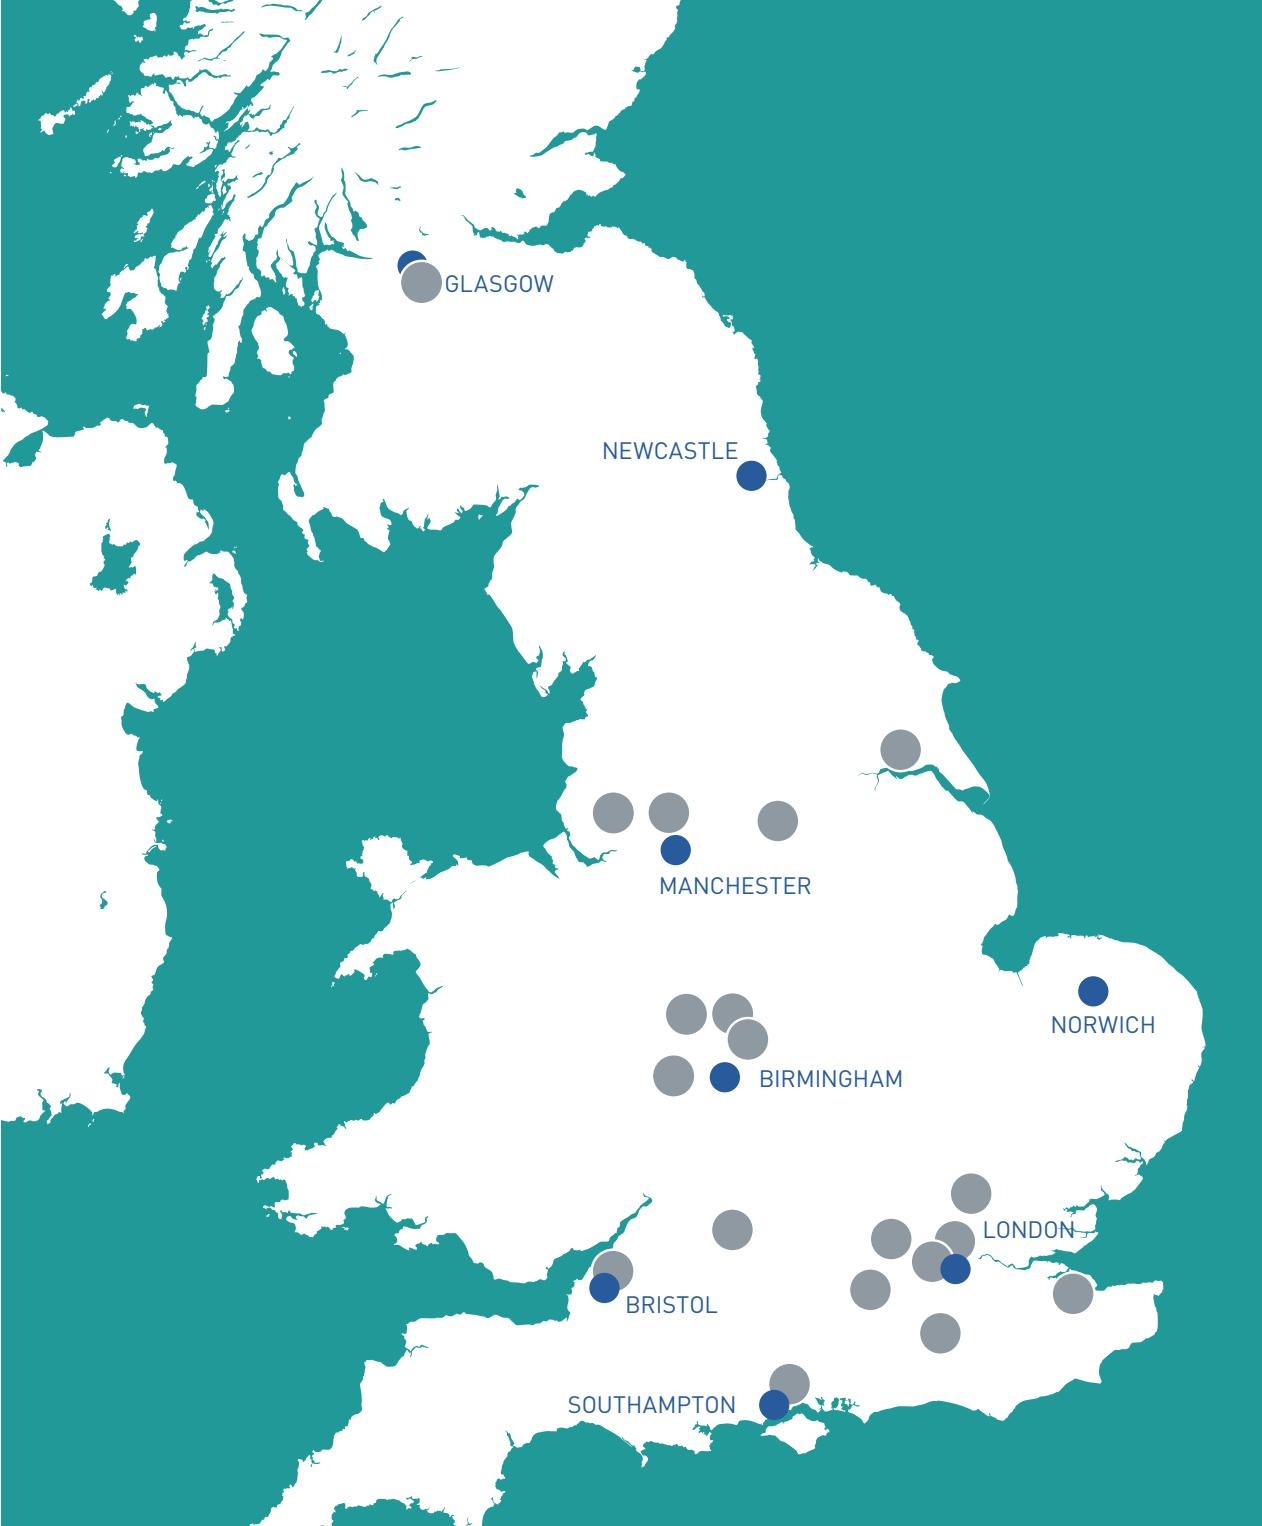 GLASGOW
NEWCASTLE
MANCHESTER
NORWICH
BIRMINGHAM
LONDON
BRISTOL
SOUTHAMPTON